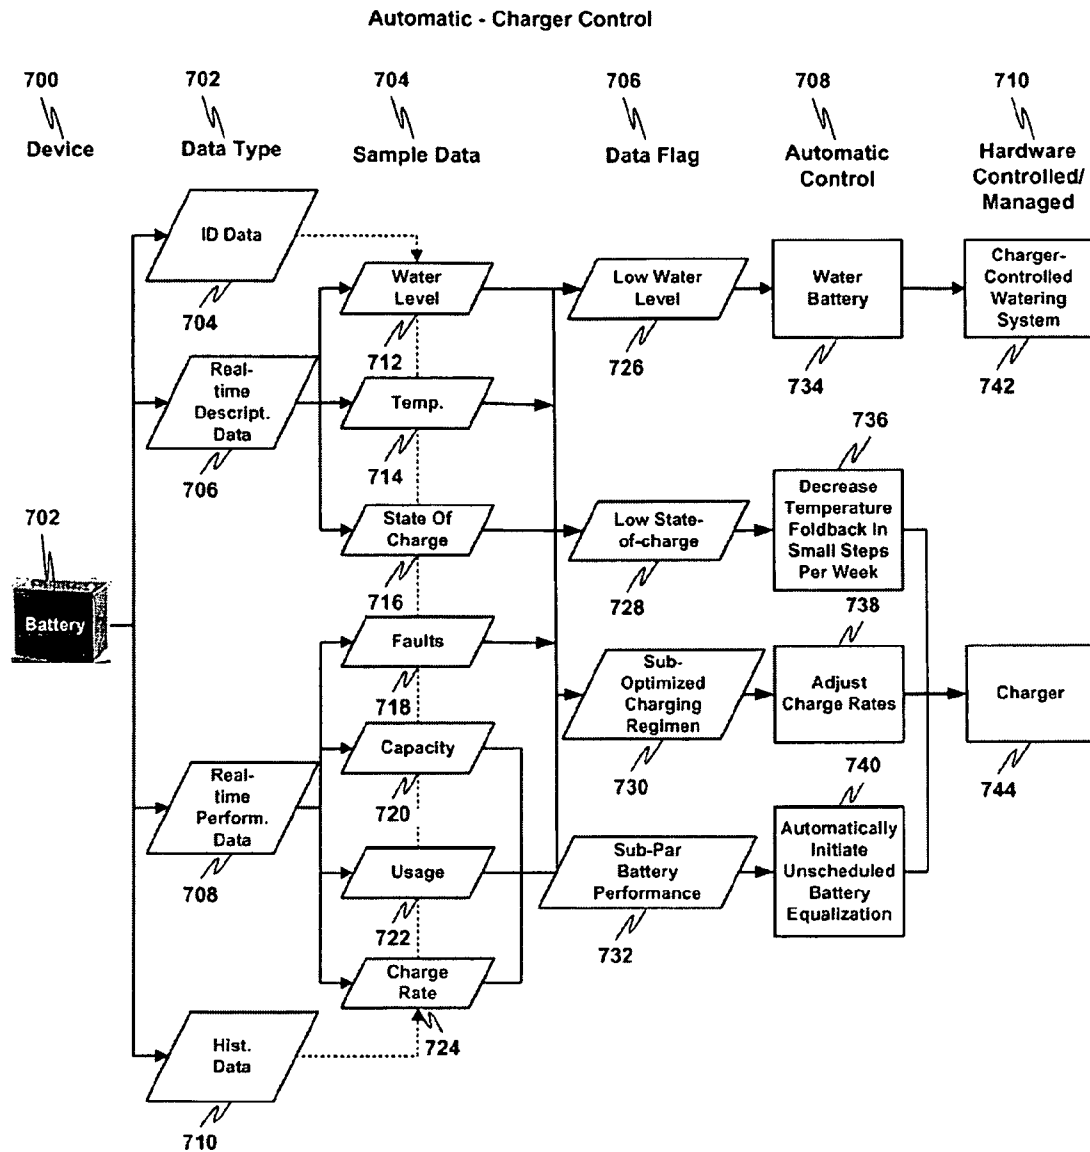 Automatic - Charger Control
700
702
704
706
708
710
Device
Data Type
Sample Data
Data Flag
Automatic
Control
Hardware
Controlled/
Managed
ID Data
704
Real-
time
Descript.
Data
706
702
Battery
Real-
time
Perform.
Data
708
Hist.
Data
710
Water
Level
712
Temp.
714
State Of
Charge
716
Faults
718
Capacity
720
Usage
722
Charge
Rate
724
Low Water
Level
726
Low State-
of-charge
728
Sub-
Optimized
Charging
Regimen
730
Sub-Par
Battery
Performance
732
Water
Battery
734
736
Decrease
Temperature
Foldback In
Small Steps
Per Week
738
Adjust
Charge Rates
740
Automatically
Initiate
Unscheduled
Battery
Equalization
Charger-
Controlled
Watering
System
742
Charger
744